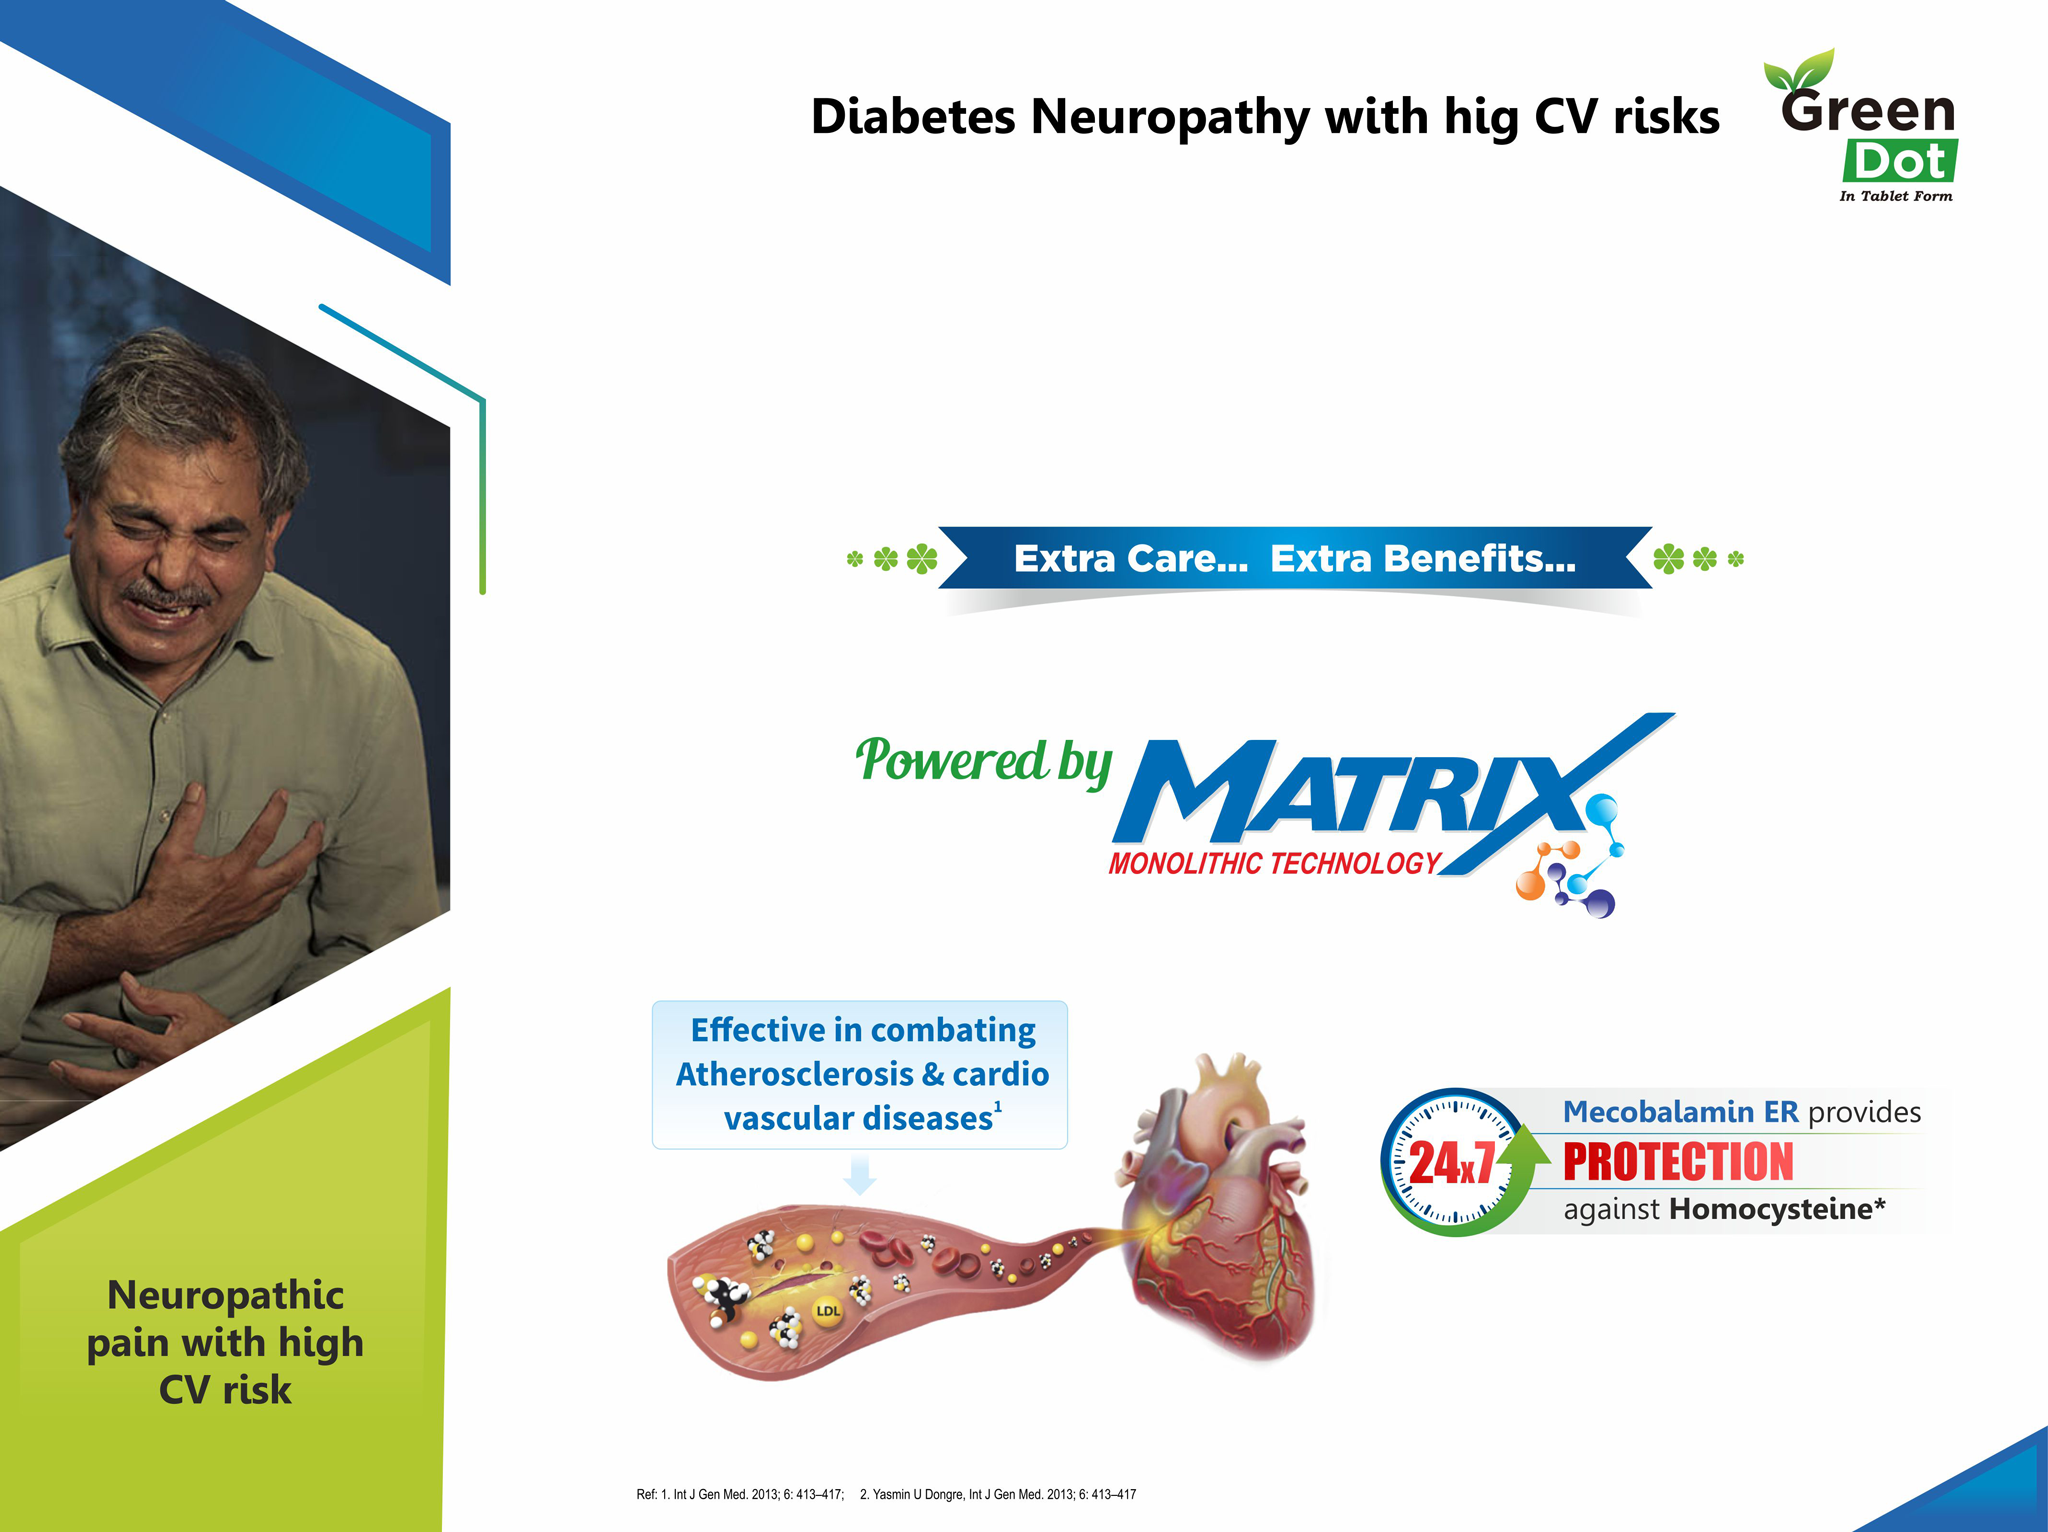 Diabetes Neuropathy with hig CV risks
Green
Dot
In Tablet Form
Extra Care... Extra Benefits...
Powered by MATRIX
MONOLITHIC TECHNOLOGY
Effective in combating
Atherosclerosis & cardio
vascular diseases¹
LDL
24x7
Mecobalamin ER provides
PROTECTION
against Homocysteine*
Neuropathic
pain with high
CV risk
Ref: 1. Int J Gen Med. 2013; 6: 413–417; 2. Yasmin U Dongre, Int J Gen Med. 2013; 6: 413–417